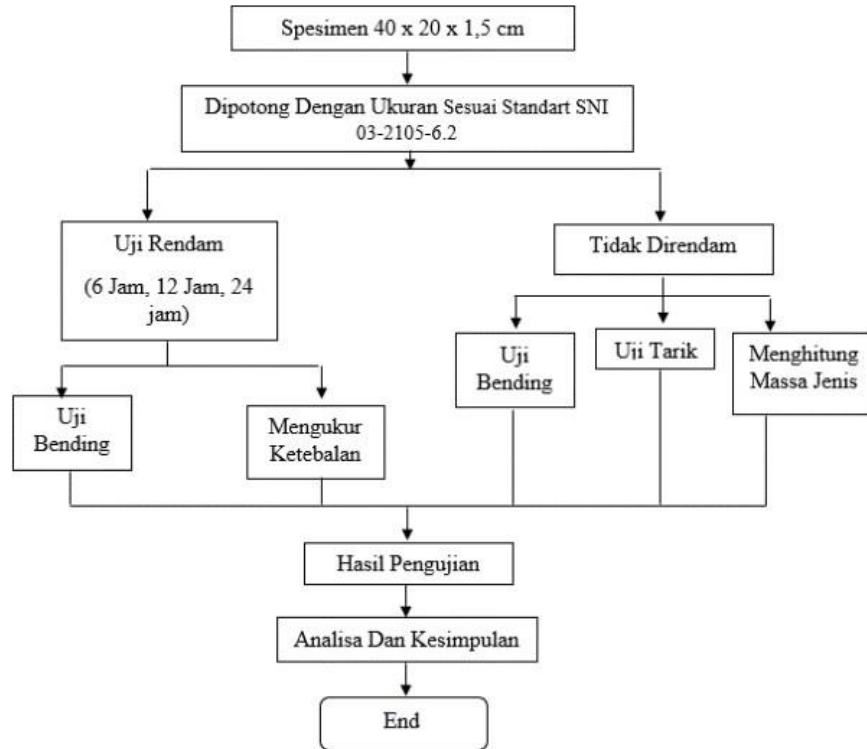 Spesimen 40 x 20 x 1,5 cm
Dipotong Dengan Ukuran Sesuai Standart SNI
03-2105-6.2
Uji Rendam
(6 Jam, 12 Jam, 24
jam)
Tidak Direndam
Uji
Bending
Mengukur
Ketebalan
Uji
Bending
Uji Tarik
Menghitung
Massa Jenis
Hasil Pengujian
Analisa Dan Kesimpulan
End